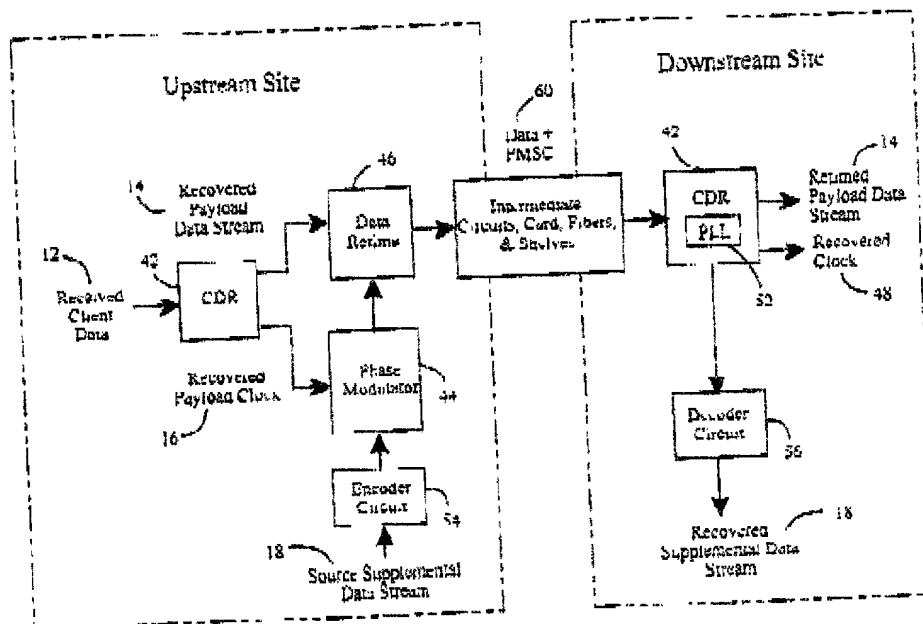 Upstream Site
Downstream Site
60
Data +
PMSC
46
42
14
14
Recovered
Payload
Data Stream
Data
Retime
Intermediate
Circuits, Card, Fibers,
& Shelves
CDR
PLL
Retimed
Payload Data
Stream
12
42
Received
Client
Data
CDR
52
Recovered
Clock
48
Recovered
Payload Clock
16
Phase
Modulator
44
Decoder
Circuit
56
Encoder
Circuit
54
18
Source Supplemental
Data Stream
18
Recovered
Supplemental Data
Stream